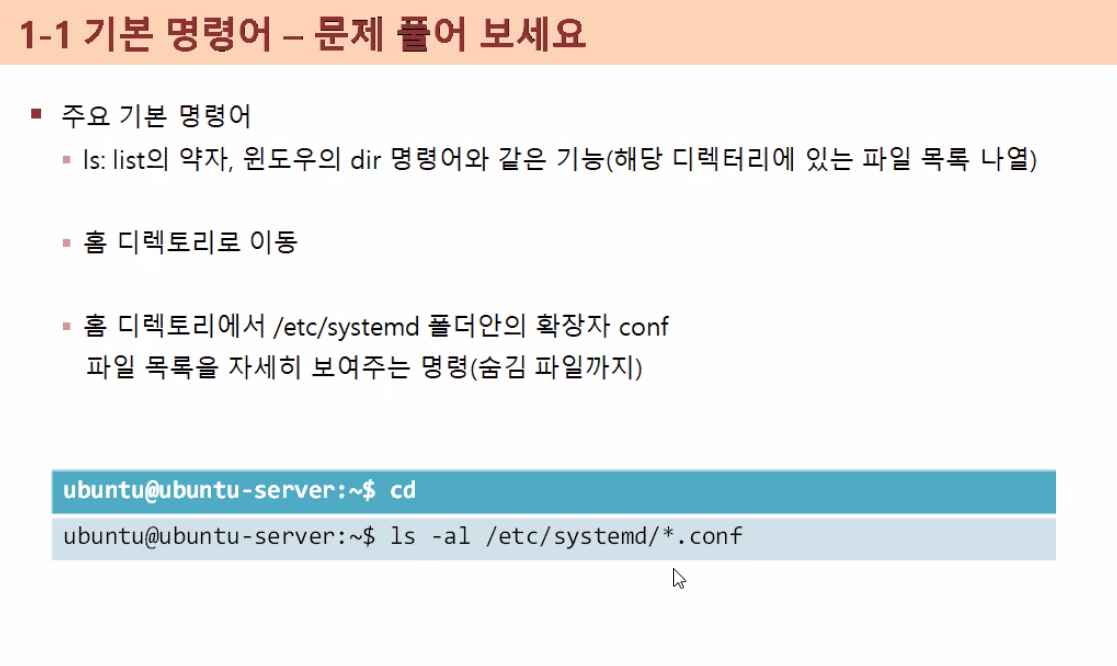 1-1 기본 명령어 – 문제 풀어 보세요
주요 기본 명령어
ls: list의 약자, 윈도우의 dir 명령어와 같은 기능(해당 디렉터리에 있는 파일 목록 나열)
홈 디렉토리로 이동
홈 디렉토리에서 /etc/systemd 폴더안의 확장자 conf
파일 목록을 자세히 보여주는 명령(숨김 파일까지)
ubuntu@ubuntu-server:~$ cd
ubuntu@ubuntu-server:~$ ls -al /etc/systemd/*.conf